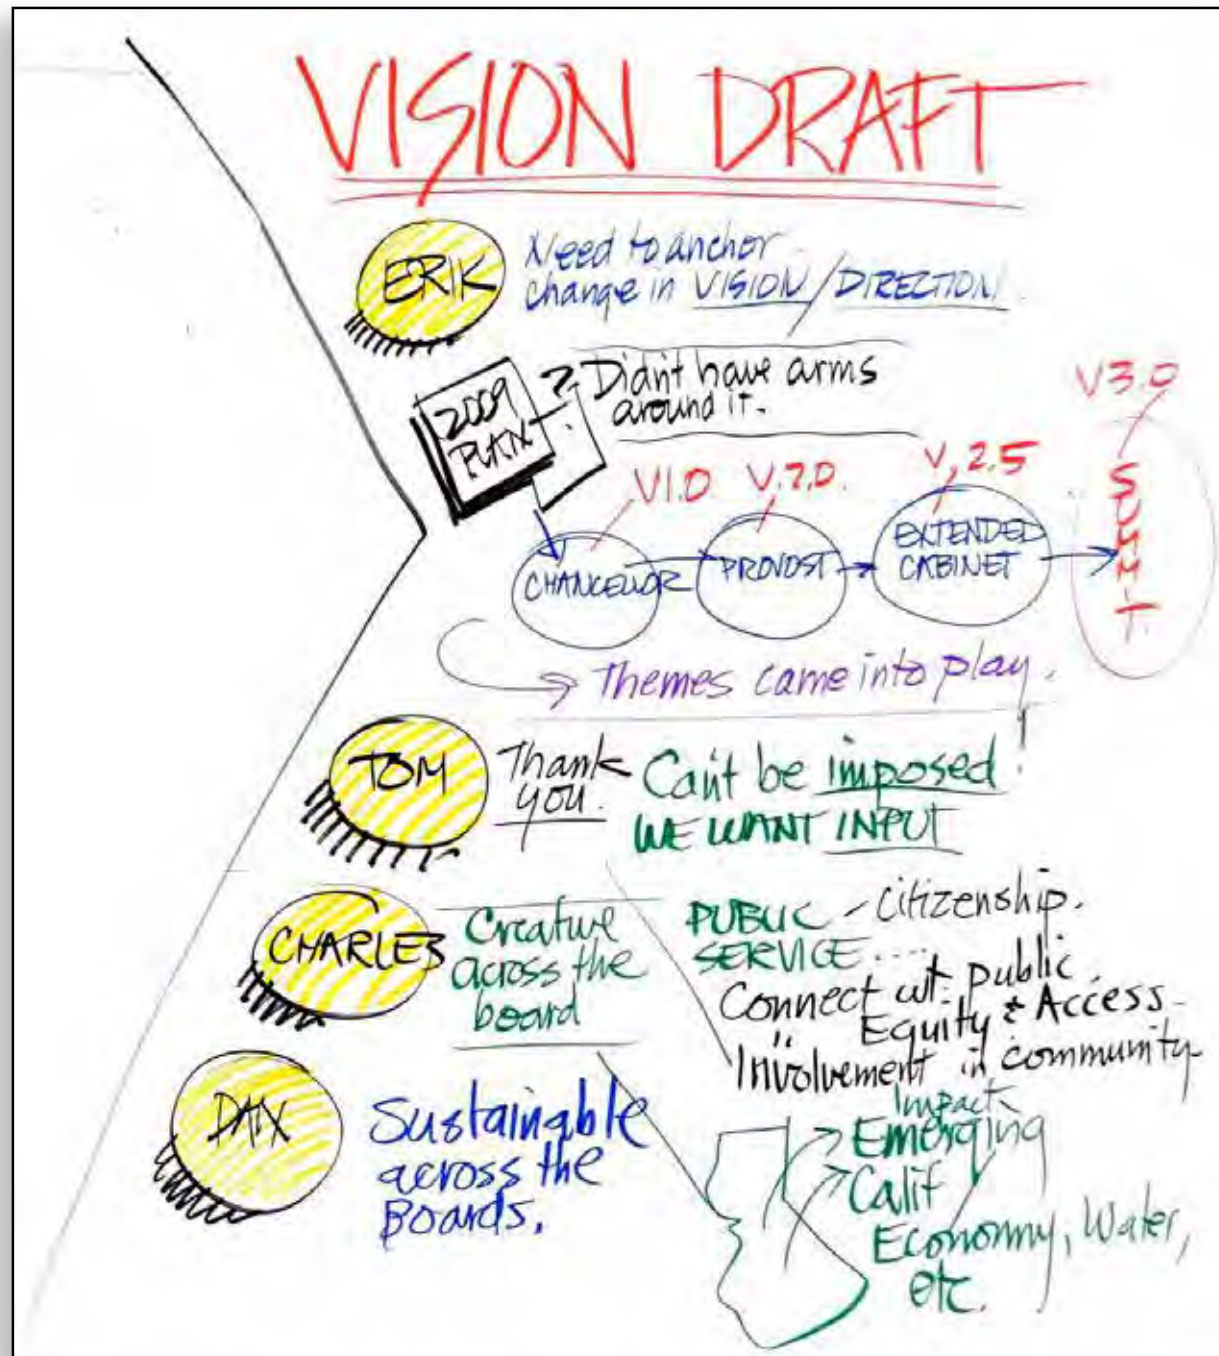 VISION DRAFT
ERIK
Need to anchor
change in VISION / DIRECTION
2009
PLAN
? Didn't have arms
around it.
V1.0
V.2.0.
V, 2.5
V3.0
CHANCELLOR
PROVOST
EXTENDED
CABINET
SUMMIT
Themes came into play.
TOM
Thank
you.
Can't be imposed!
WE WANT INPUT
CHARLES
Creative
across the
board
PUBLIC - Citizenship.
SERVICE ....
Connect wt. public.
Equity & Access -
Involvement in community
DAX
Sustainable
across the
Boards.
Impact
Emerging
Calif
Economny, Water,
etc.